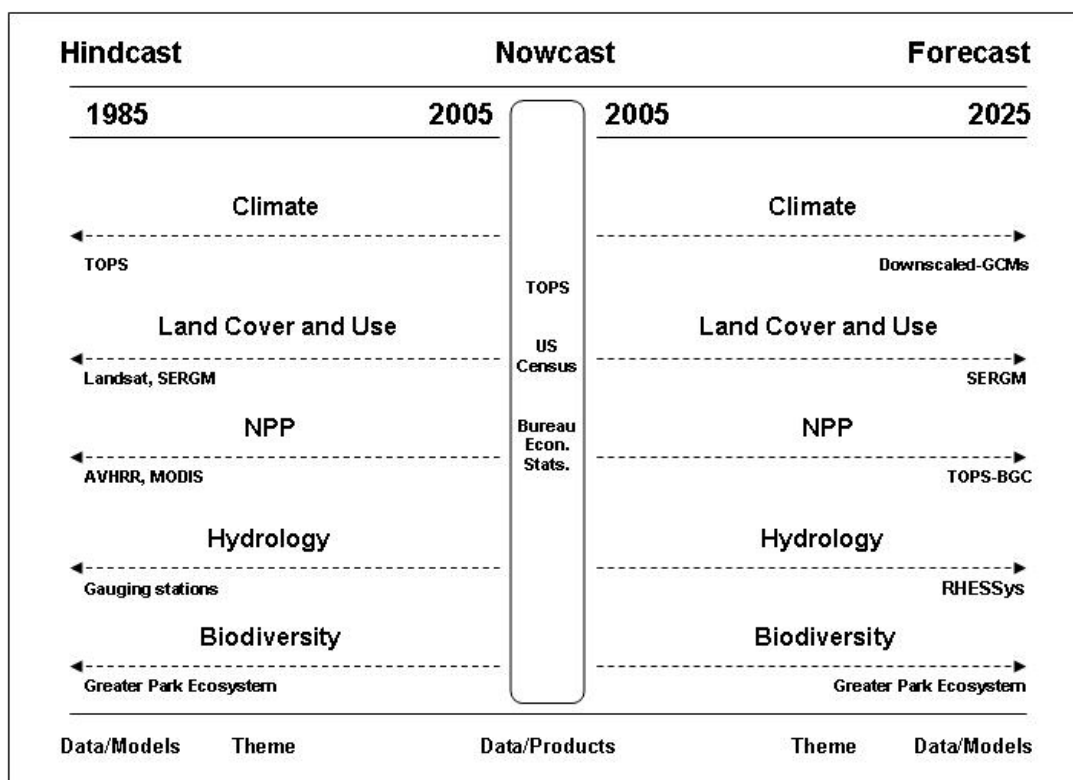 Hindcast Nowcast Forecast
1985 2005 2005 2025
Climate Climate
TOPS Downscaled-GCMs
TOPS
Land Cover and Use Land Cover and Use
US
Census
Landsat, SERGM SERGM
NPP NPP
Bureau
Econ.
Stats.
AVHRR, MODIS TOPS-BGC
Hydrology Hydrology
Gauging stations RHESSys
Biodiversity Biodiversity
Greater Park Ecosystem Greater Park Ecosystem
Data/Models Theme Data/Products Theme Data/Models